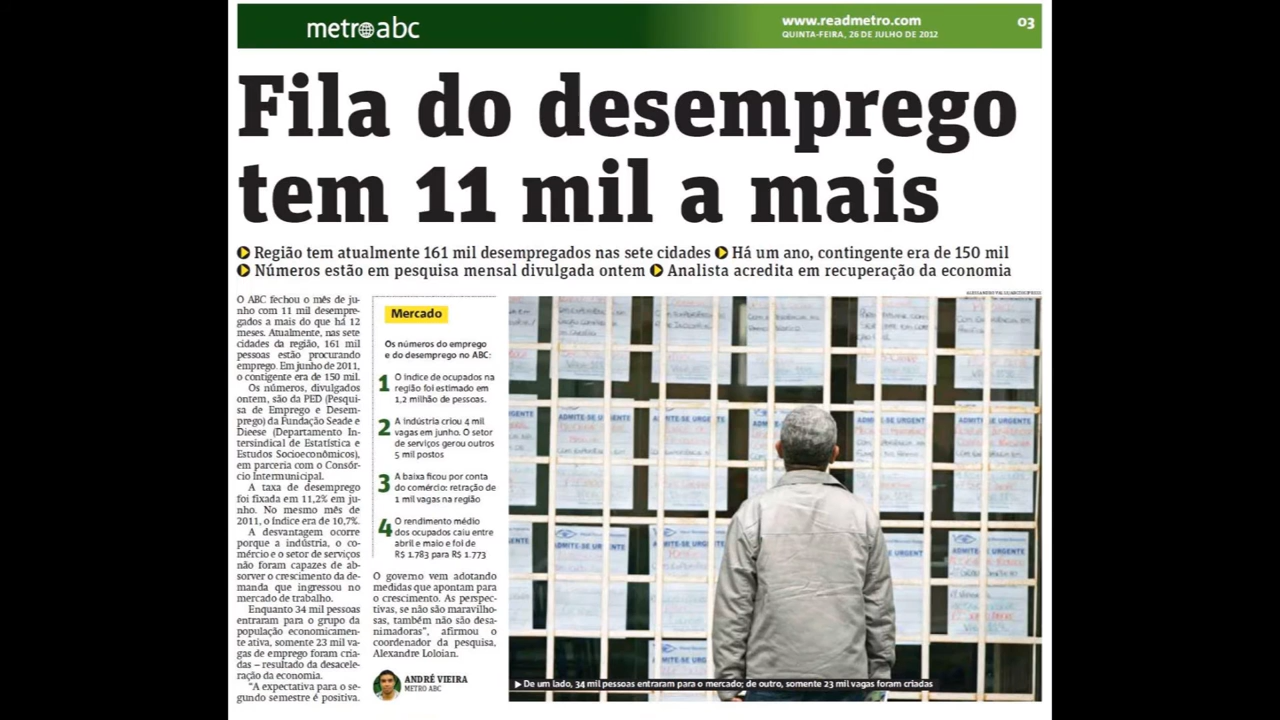 metro abc
www.readmetro.com
QUINTA-FEIRA, 26 DE JULHO DE 2012
03
Fila do desemprego
tem 11 mil a mais
Região tem atualmente 161 mil desempregados nas sete cidades Há um ano, contingente era de 150 mil
Números estão em pesquisa mensal divulgada ontem Analista acredita em recuperação da economia
O ABC fechou o mês de ju-
nho com 11 mil desempre-
gados a mais do que há 12
meses. Atualmente, nas sete
cidades da região, 161 mil
pessoas estão procurando
emprego. Em junho de 2011,
o contigente era de 150 mil.
Os números, divulgados
ontem, são da PED (Pesqui-
sa de Emprego e Desem-
prego) da Fundação Seade e
Dieese (Departamento In-
tersindical de Estatística e
Estudos Socioeconômicos),
em parceria com o Consór-
cio Intermunicipal.
A taxa de desemprego
foi fixada em 11,2% em ju-
nho. No mesmo mês de
2011, o índice era de 10,7%.
A desvantagem ocorre
porque a indústria, o co-
mércio e o setor de serviços
não foram capazes de ab-
sorver o crescimento da de-
manda que ingressou no
mercado de trabalho.
Enquanto 34 mil pessoas
entraram para o grupo da
população economicamen-
te ativa, somente 23 mil va-
gas de emprego foram cria-
das – resultado da desacele-
ração da economia.
"A expectativa para o se-
gundo semestre é positiva.
Mercado
Os números do emprego
e do desemprego no ABC:
1 O índice de ocupados na
região foi estimado em
1,2 milhão de pessoas.
2 A indústria criou 4 mil
vagas em junho. O setor
de serviços gerou outros
5 mil postos
3 A baixa ficou por conta
do comércio: retração de
1 mil vagas na região
4 O rendimento médio
dos ocupados caiu entre
abril e maio e foi de
R$ 1.783 para R$ 1.773
O governo vem adotando
medidas que apontam para
o crescimento. As perspec-
tivas, se não são maravilho-
sas, também não são desa-
nimadoras", afirmou o
coordenador da pesquisa,
Alexandre Loloian.
ANDRÉ VIEIRA
METRO ABC
URGENTE
ADMITE-SE URGENTE
ADMITE-SE URGENTE
ADMITE-SE URGENTE
ADMITE-SE URGENTE
ADMITE-SE URGENTE
De um lado, 34 mil pessoas entraram para o mercado; de outro, somente 23 mil vagas foram criadas